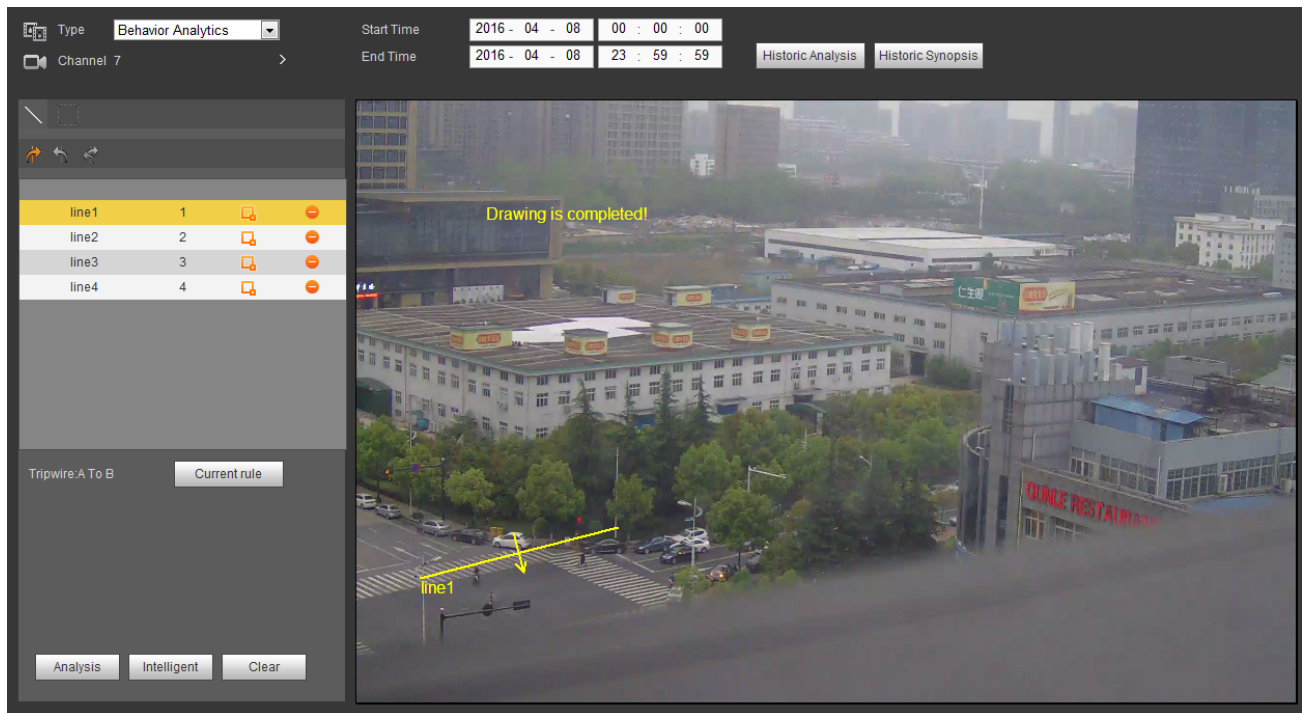 Type Behavior Analytics
Channel 7
Start Time 2016 - 04 - 08 00 : 00 : 00
End Time 2016 - 04 - 08 23 : 59 : 59
Historic Analysis Historic Synopsis
line1 1
line2 2
line3 3
line4 4
Tripwire:A To B Current rule
Analysis Intelligent Clear
Drawing is completed!
仁生源
RESTAURANT
line1